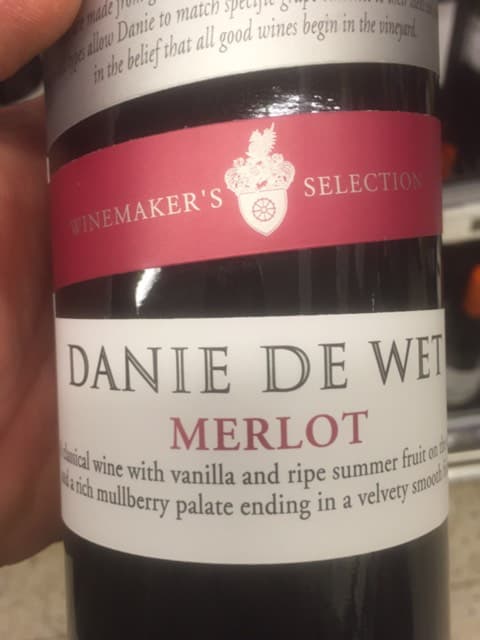 made from
types allow Danie to match specific
in the belief that all good wines begin in the vineyard.
WINEMAKER'S SELECTION
DANIE DE WET
MERLOT
classical wine with vanilla and ripe summer fruit on
and a rich mullberry palate ending in a velvety smooth